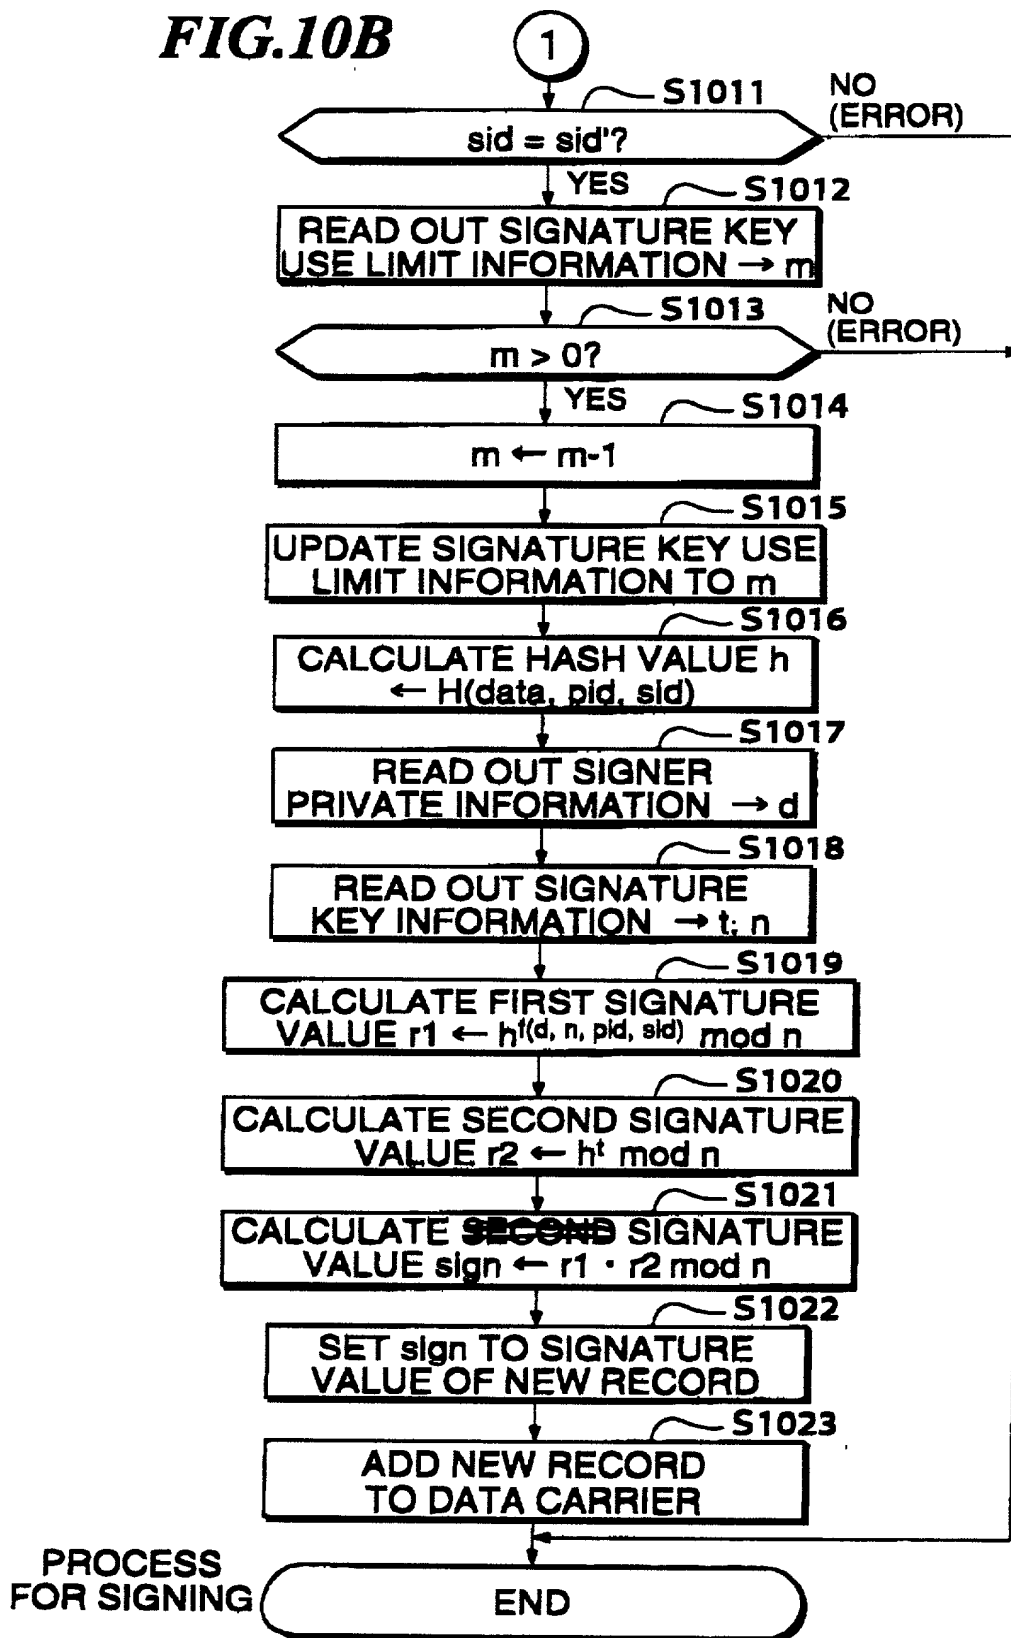 FIG.10B
1
S1011
NO
(ERROR)
sid = sid'?
YES
S1012
READ OUT SIGNATURE KEY
USE LIMIT INFORMATION → m
S1013
NO
(ERROR)
m > 0?
YES
S1014
m ← m-1
S1015
UPDATE SIGNATURE KEY USE
LIMIT INFORMATION TO m
S1016
CALCULATE HASH VALUE h
← H(data, pid, sid)
S1017
READ OUT SIGNER
PRIVATE INFORMATION → d
S1018
READ OUT SIGNATURE
KEY INFORMATION → t, n
S1019
CALCULATE FIRST SIGNATURE
VALUE r1 ← h^f(d, n, pid, sid) mod n
S1020
CALCULATE SECOND SIGNATURE
VALUE r2 ← h^t mod n
S1021
CALCULATE SECOND SIGNATURE
VALUE sign ← r1 · r2 mod n
S1022
SET sign TO SIGNATURE
VALUE OF NEW RECORD
S1023
ADD NEW RECORD
TO DATA CARRIER
PROCESS
FOR SIGNING
END